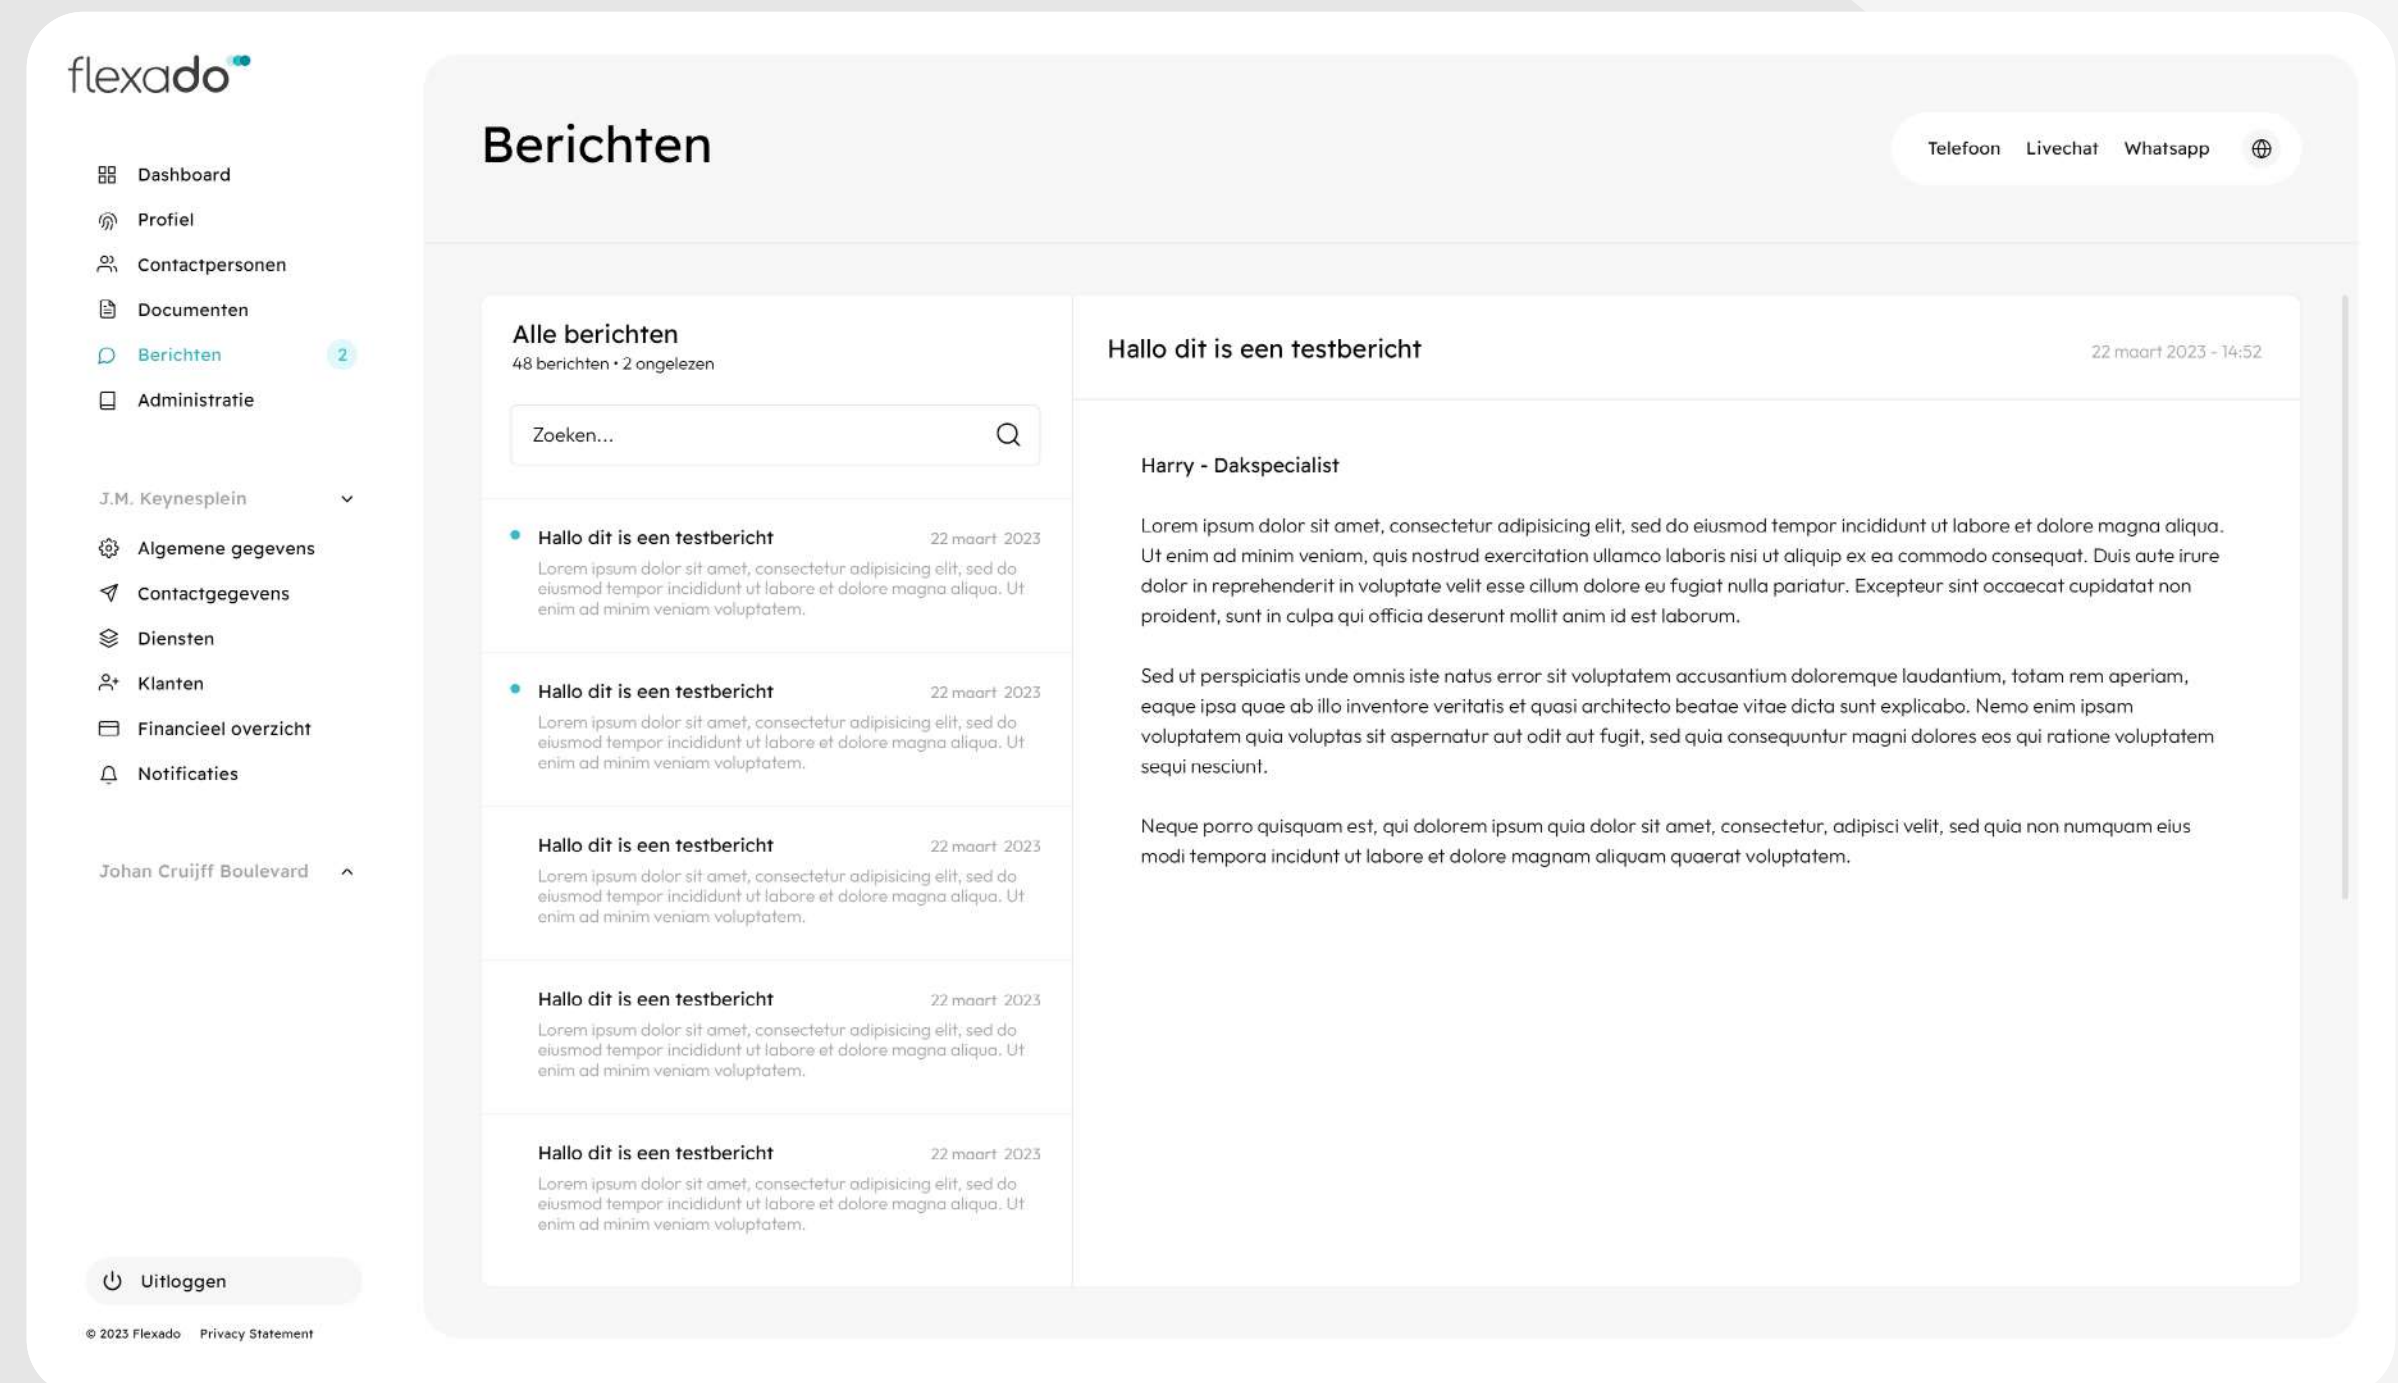 flexado
Dashboard
Profiel
Contactpersonen
Documenten
Berichten 2
Administratie
J.M. Keynesplein
Algemene gegevens
Contactgegevens
Diensten
Klanten
Financieel overzicht
Notificaties
Johan Cruijff Boulevard
Uitloggen
© 2023 Flexado Privacy Statement
Berichten
Telefoon Livechat Whatsapp
Alle berichten
48 berichten • 2 ongelezen
Zoeken...
Hallo dit is een testbericht 22 maart 2023
Lorem ipsum dolor sit amet, consectetur adipisicing elit, sed do
eiusmod tempor incididunt ut labore et dolore magna aliqua. Ut
enim ad minim veniam voluptatem.
Hallo dit is een testbericht 22 maart 2023
Lorem ipsum dolor sit amet, consectetur adipisicing elit, sed do
eiusmod tempor incididunt ut labore et dolore magna aliqua. Ut
enim ad minim veniam voluptatem.
Hallo dit is een testbericht 22 maart 2023
Lorem ipsum dolor sit amet, consectetur adipisicing elit, sed do
eiusmod tempor incididunt ut labore et dolore magna aliqua. Ut
enim ad minim veniam voluptatem.
Hallo dit is een testbericht 22 maart 2023
Lorem ipsum dolor sit amet, consectetur adipisicing elit, sed do
eiusmod tempor incididunt ut labore et dolore magna aliqua. Ut
enim ad minim veniam voluptatem.
Hallo dit is een testbericht 22 maart 2023
Lorem ipsum dolor sit amet, consectetur adipisicing elit, sed do
eiusmod tempor incididunt ut labore et dolore magna aliqua. Ut
enim ad minim veniam voluptatem.
Hallo dit is een testbericht 22 maart 2023 - 14:52
Harry - Dakspecialist
Lorem ipsum dolor sit amet, consectetur adipisicing elit, sed do eiusmod tempor incididunt ut labore et dolore magna aliqua.
Ut enim ad minim veniam, quis nostrud exercitation ullamco laboris nisi ut aliquip ex ea commodo consequat. Duis aute irure
dolor in reprehenderit in voluptate velit esse cillum dolore eu fugiat nulla pariatur. Excepteur sint occaecat cupidatat non
proident, sunt in culpa qui officia deserunt mollit anim id est laborum.
Sed ut perspiciatis unde omnis iste natus error sit voluptatem accusantium doloremque laudantium, totam rem aperiam,
eaque ipsa quae ab illo inventore veritatis et quasi architecto beatae vitae dicta sunt explicabo. Nemo enim ipsam
voluptatem quia voluptas sit aspernatur aut odit aut fugit, sed quia consequuntur magni dolores eos qui ratione voluptatem
sequi nesciunt.
Neque porro quisquam est, qui dolorem ipsum quia dolor sit amet, consectetur, adipisci velit, sed quia non numquam eius
modi tempora incidunt ut labore et dolore magnam aliquam quaerat voluptatem.